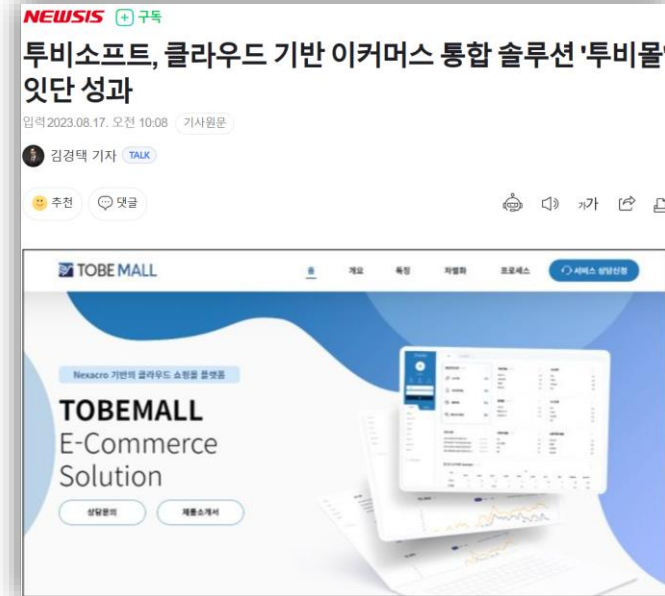 NEWSIS 구독
투비소프트, 클라우드 기반 이커머스 통합 솔루션 '투비몰'
잇단 성과
입력 2023.08.17. 오전 10:08 기사원문
김경택 기자 TALK
추천 댓글 가가
TOBE MALL 홈 개요 특징 차별화 프로세스 서비스 상담신청
Nexacro 기반의 클라우드 쇼핑몰 플랫폼
TOBEMALL
E-Commerce
Solution
상담문의 제품소개서